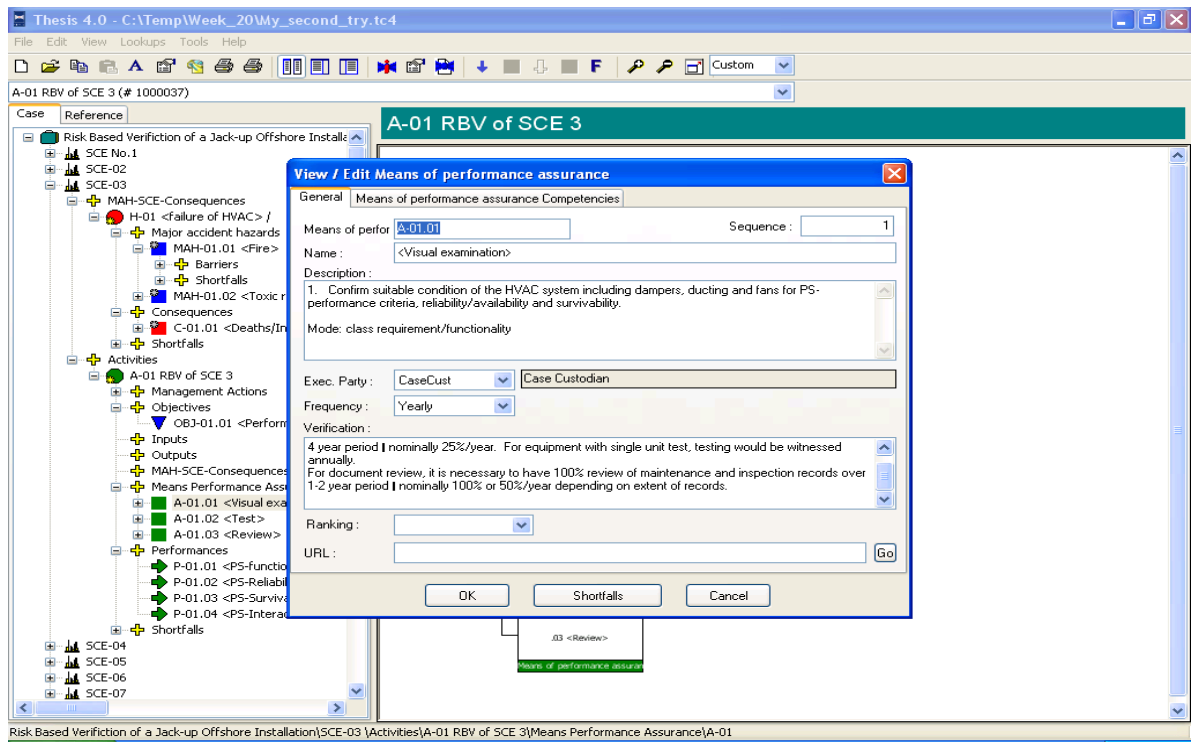 Thesis 4.0 - C:\Temp\Week_20\My_second_try.tc4
File Edit View Lookups Tools Help
Custom
A-01 RBV of SCE 3 (# 1000037)
Case Reference
A-01 RBV of SCE 3
Risk Based Verifiction of a Jack-up Offshore Installa
SCE No.1
SCE-02
SCE-03
MAH-SCE-Consequences
H-01 <failure of HVAC> /
Major accident hazards
MAH-01.01 <Fire>
Barriers
Shortfalls
MAH-01.02 <Toxic r
Consequences
C-01.01 <Deaths/In
Shortfalls
Activities
A-01 RBV of SCE 3
Management Actions
Objectives
OBJ-01.01 <Perform
Inputs
Outputs
MAH-SCE-Consequences
Means Performance Assu
A-01.01 <Visual exa
A-01.02 <Test>
A-01.03 <Review>
Performances
P-01.01 <PS-functio
P-01.02 <PS-Reliabil
P-01.03 <PS-Surviva
P-01.04 <PS-Interac
Shortfalls
SCE-04
SCE-05
SCE-06
SCE-07
View / Edit Means of performance assurance
General Means of performance assurance Competencies
Means of perfor A-01.01 Sequence : 1
Name : <Visual examination>
Description :
1. Confirm suitable condition of the HVAC system including dampers, ducting and fans for PS-
performance criteria, reliability/availability and survivability.
Mode: class requirement/functionality
Exec. Party : CaseCust Case Custodian
Frequency : Yearly
Verification :
4 year period | nominally 25%/year. For equipment with single unit test, testing would be witnessed
annually.
For document review, it is necessary to have 100% review of maintenance and inspection records over
1-2 year period | nominally 100% or 50%/year depending on extent of records.
Ranking :
URL : Go
OK Shortfalls Cancel
.03 <Review>
Means of performance assuran
Risk Based Verifiction of a Jack-up Offshore Installation\SCE-03 \Activities\A-01 RBV of SCE 3\Means Performance Assurance\A-01